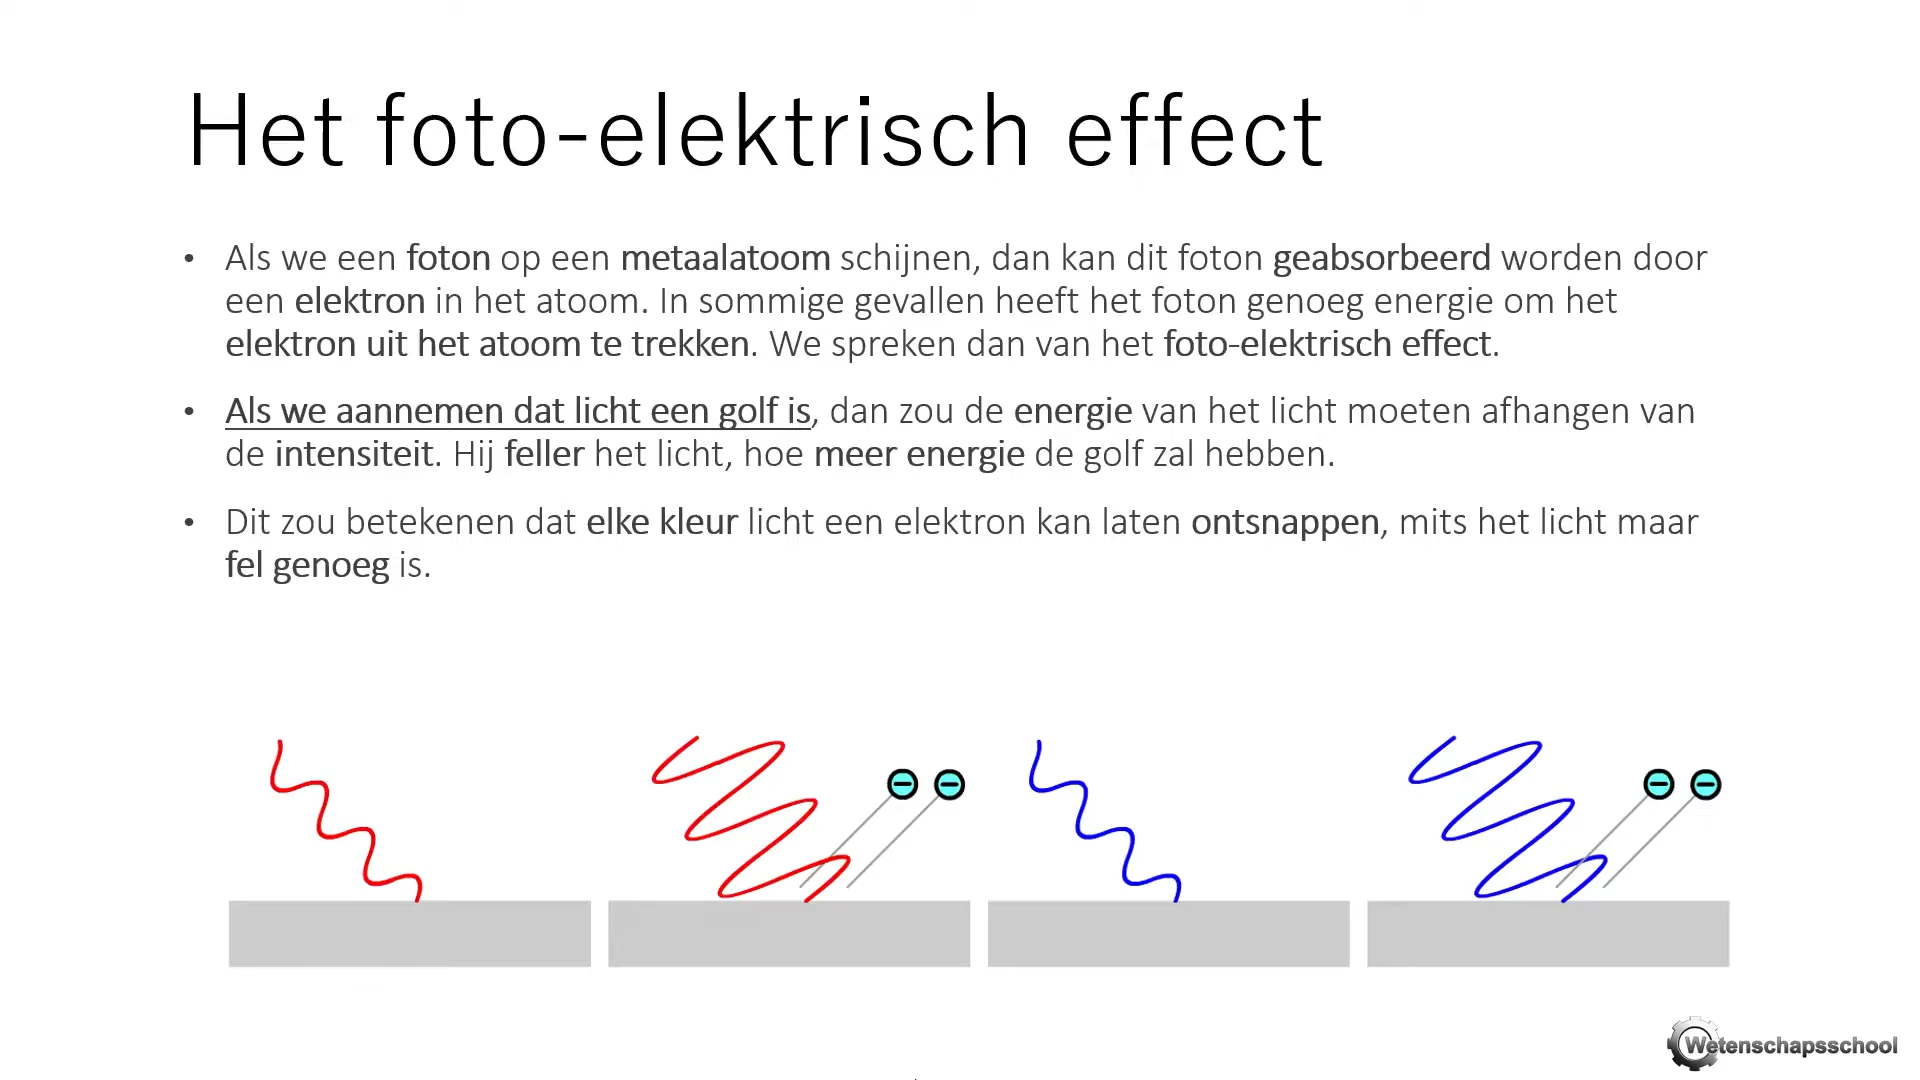 Het foto-elektrisch effect
• Als we een foton op een metaalatoom schijnen, dan kan dit foton geabsorbeerd worden door
een elektron in het atoom. In sommige gevallen heeft het foton genoeg energie om het
elektron uit het atoom te trekken. We spreken dan van het foto-elektrisch effect.
• Als we aannemen dat licht een golf is, dan zou de energie van het licht moeten afhangen van
de intensiteit. Hij feller het licht, hoe meer energie de golf zal hebben.
• Dit zou betekenen dat elke kleur licht een elektron kan laten ontsnappen, mits het licht maar
fel genoeg is.
Wetenschapsschool